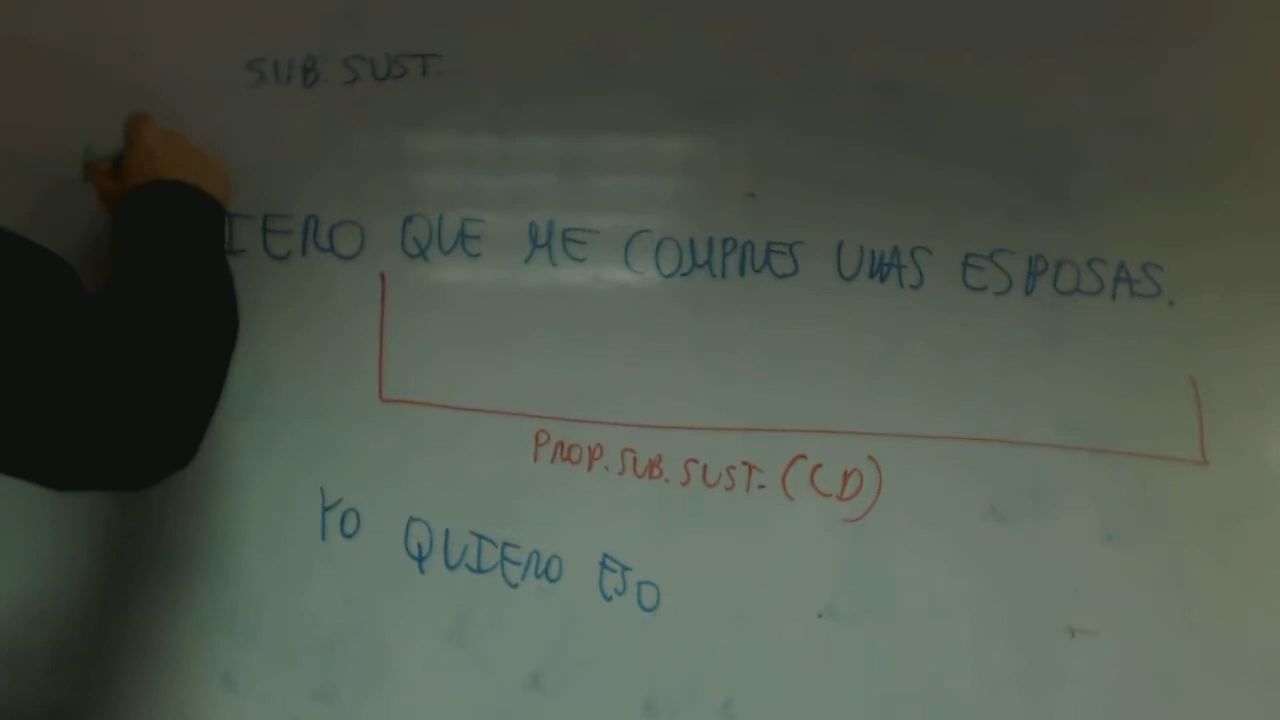 SUB. SUST.
IERO QUE ME COMPRES UNAS ESPOSAS.
PROP. SUB. SUST. (CD)
YO QUIERO ESO